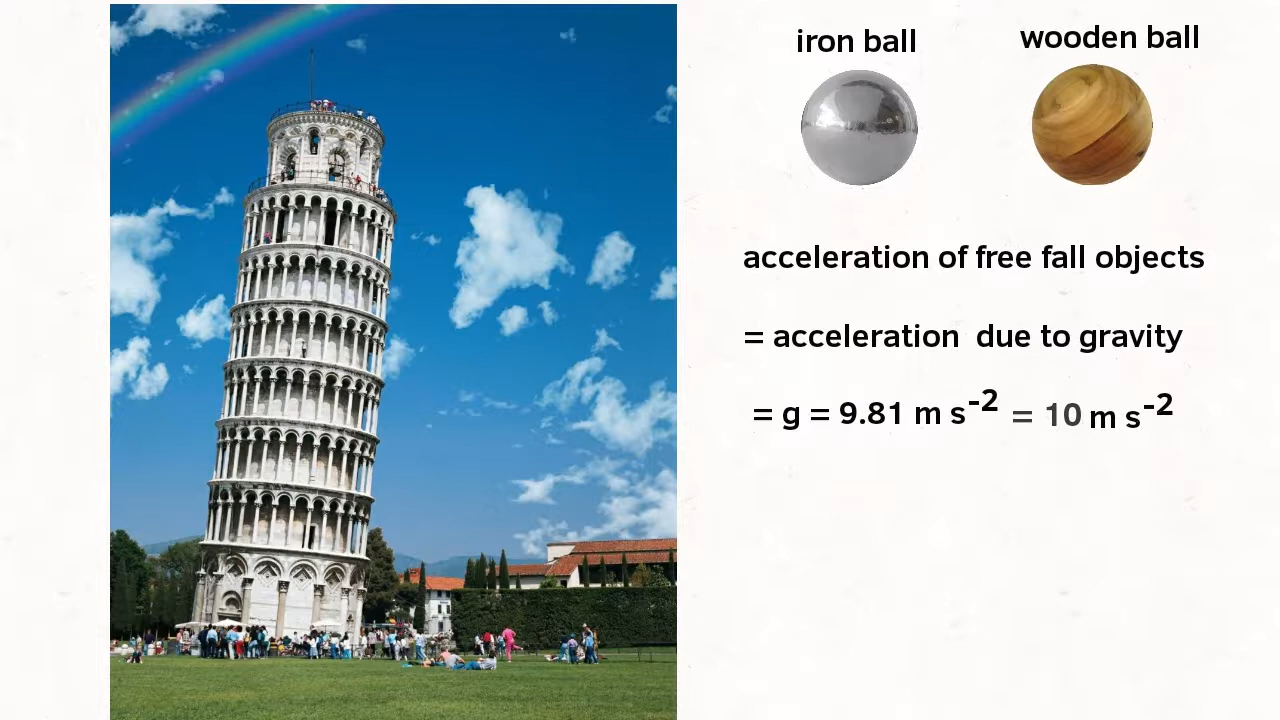 iron ball
wooden ball
acceleration of free fall objects
= acceleration due to gravity
= g = 9.81 m s⁻² = 10 m s⁻²